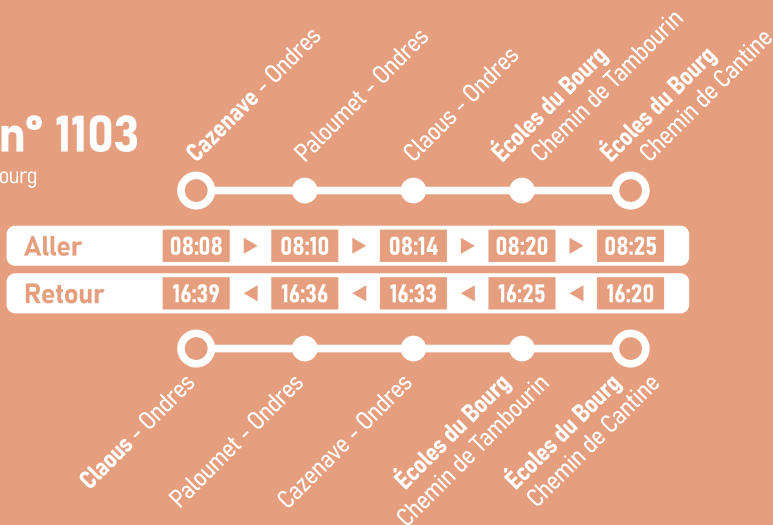 n° 1103
ourg
Cazenave - Ondres
Paloumet - Ondres
Claous - Ondres
Écoles du Bourg
Chemin de Tambourin
Écoles du Bourg
Chemin de Cantine
Aller 08:08 08:10 08:14 08:20 08:25
Retour 16:39 16:36 16:33 16:25 16:20
Claous - Ondres
Paloumet - Ondres
Cazenave - Ondres
Écoles du Bourg
Chemin de Tambourin
Écoles du Bourg
Chemin de Cantine